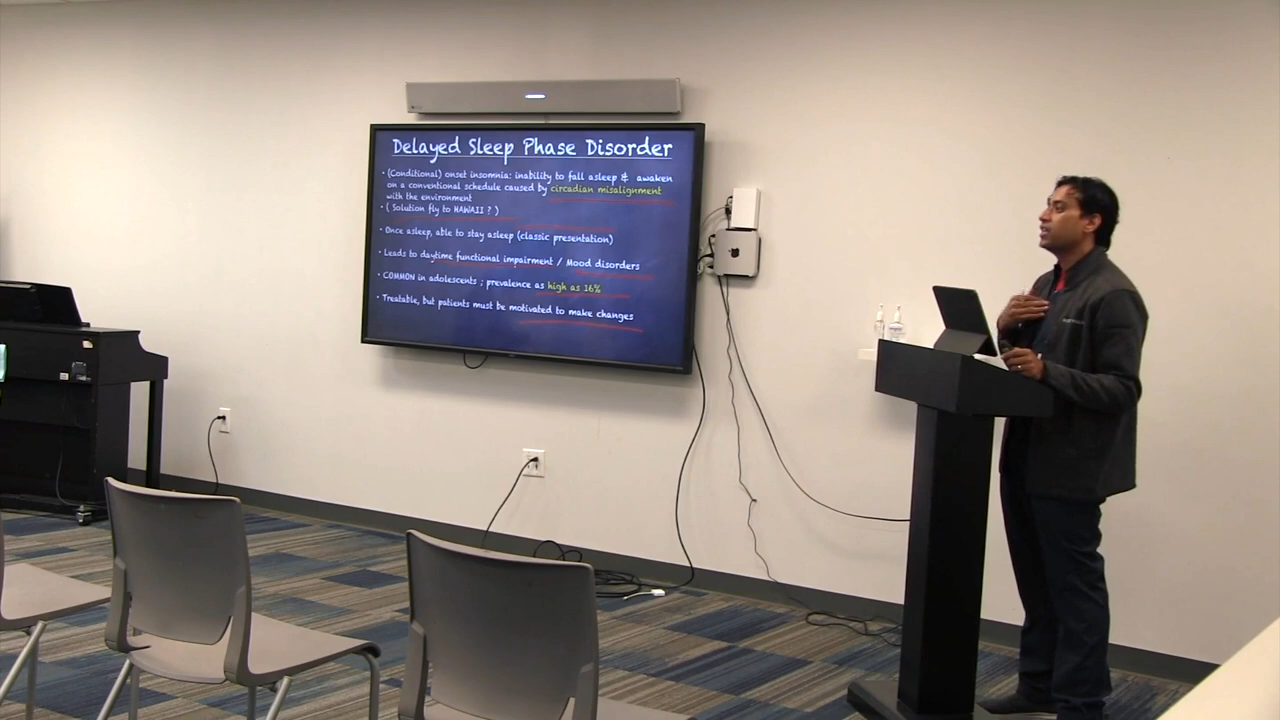 Delayed Sleep Phase Disorder
• (Conditional) onset insomnia: inability to fall asleep & awaken
on a conventional schedule caused by circadian misalignment
with the environment
• ( Solution fly to HAWAII ? )
• Once asleep, able to stay asleep (classic presentation)
• Leads to daytime functional impairment / Mood disorders
• COMMON in adolescents ; prevalence as high as 16%
• Treatable, but patients must be motivated to make changes